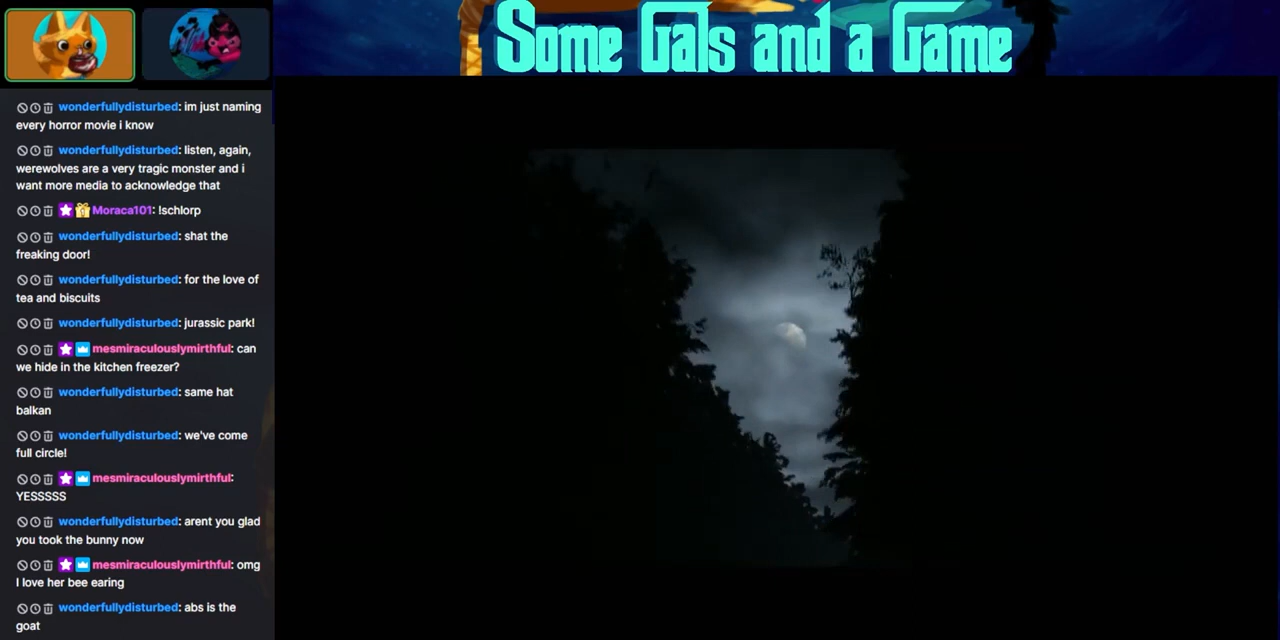 Some Gals and a Game
wonderfullydisturbed: im just naming
every horror movie i know
wonderfullydisturbed: listen, again,
werewolves are a very tragic monster and i
want more media to acknowledge that
Moraca101: !schlorp
wonderfullydisturbed: shat the
freaking door!
wonderfullydisturbed: for the love of
tea and biscuits
wonderfullydisturbed: jurassic park!
mesmiraculouslymirthful: can
we hide in the kitchen freezer?
wonderfullydisturbed: same hat
balkan
wonderfullydisturbed: we've come
full circle!
mesmiraculouslymirthful:
YESSSSS
wonderfullydisturbed: arent you glad
you took the bunny now
mesmiraculouslymirthful: omg
I love her bee earing
wonderfullydisturbed: abs is the
goat